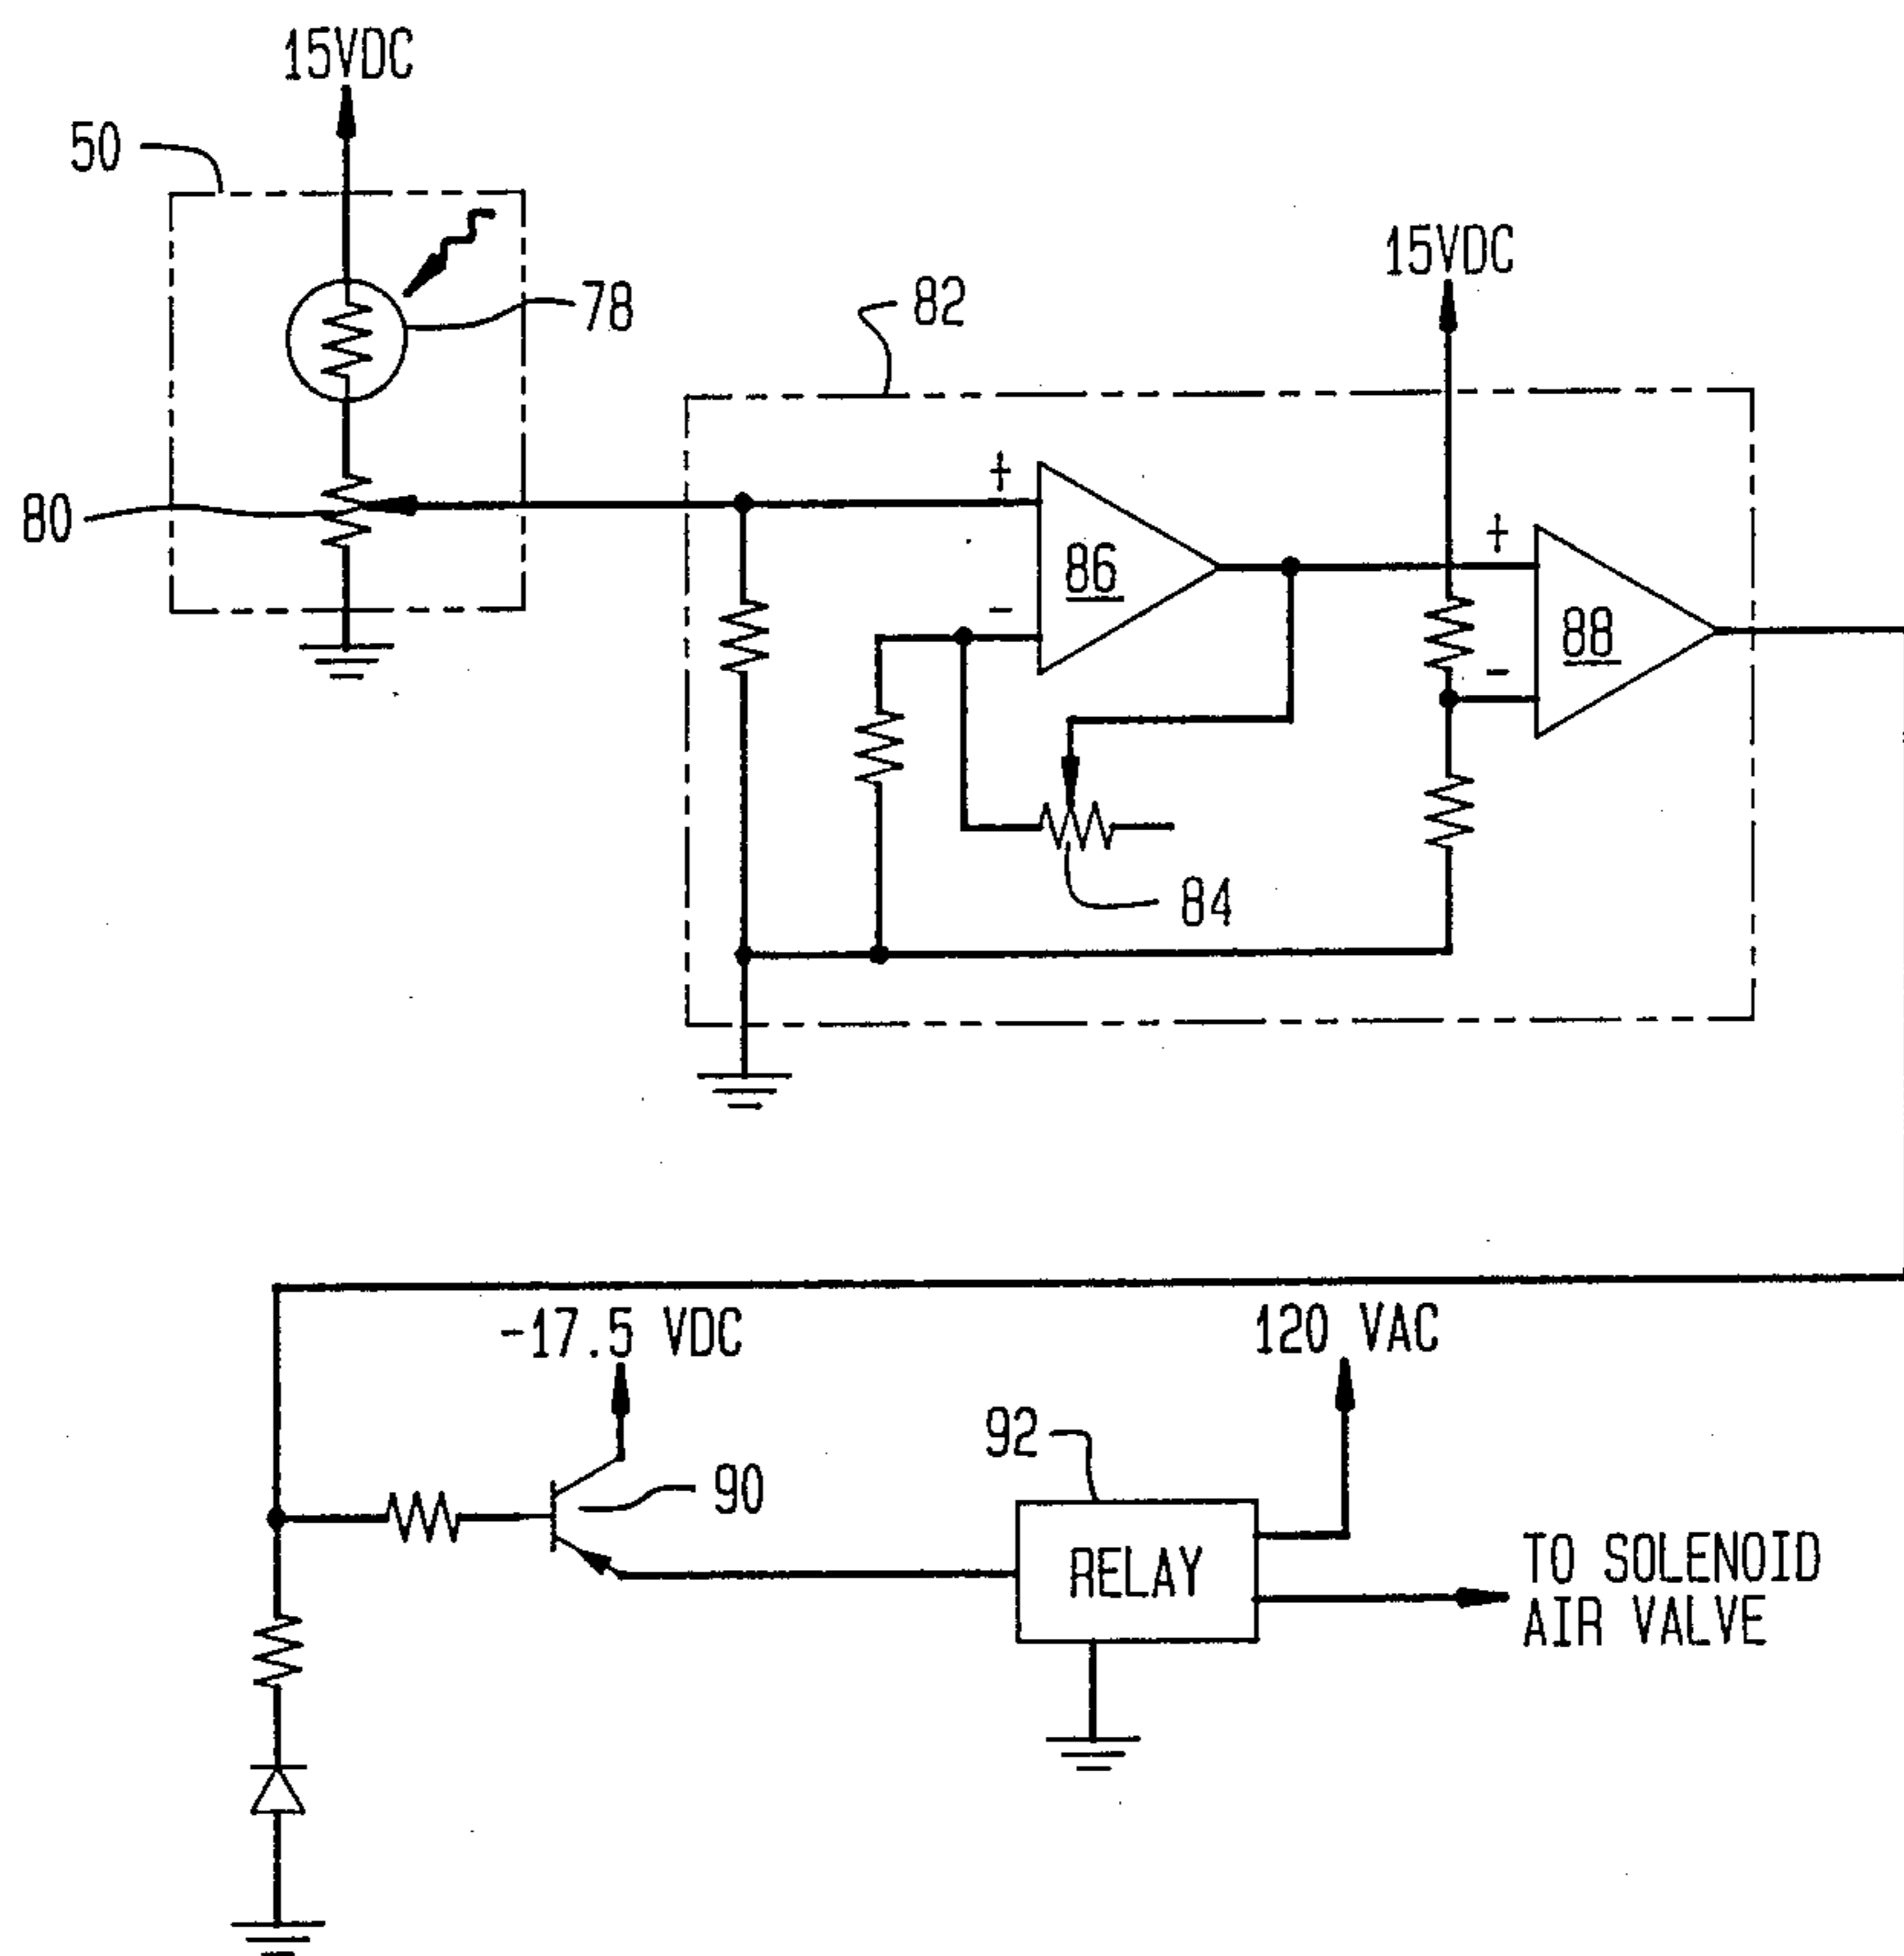 15VDC
50
78
80
82
15VDC
+
-
86
+
-
88
84
-17.5 VDC
120 VAC
90
92
RELAY
TO SOLENOID
AIR VALVE